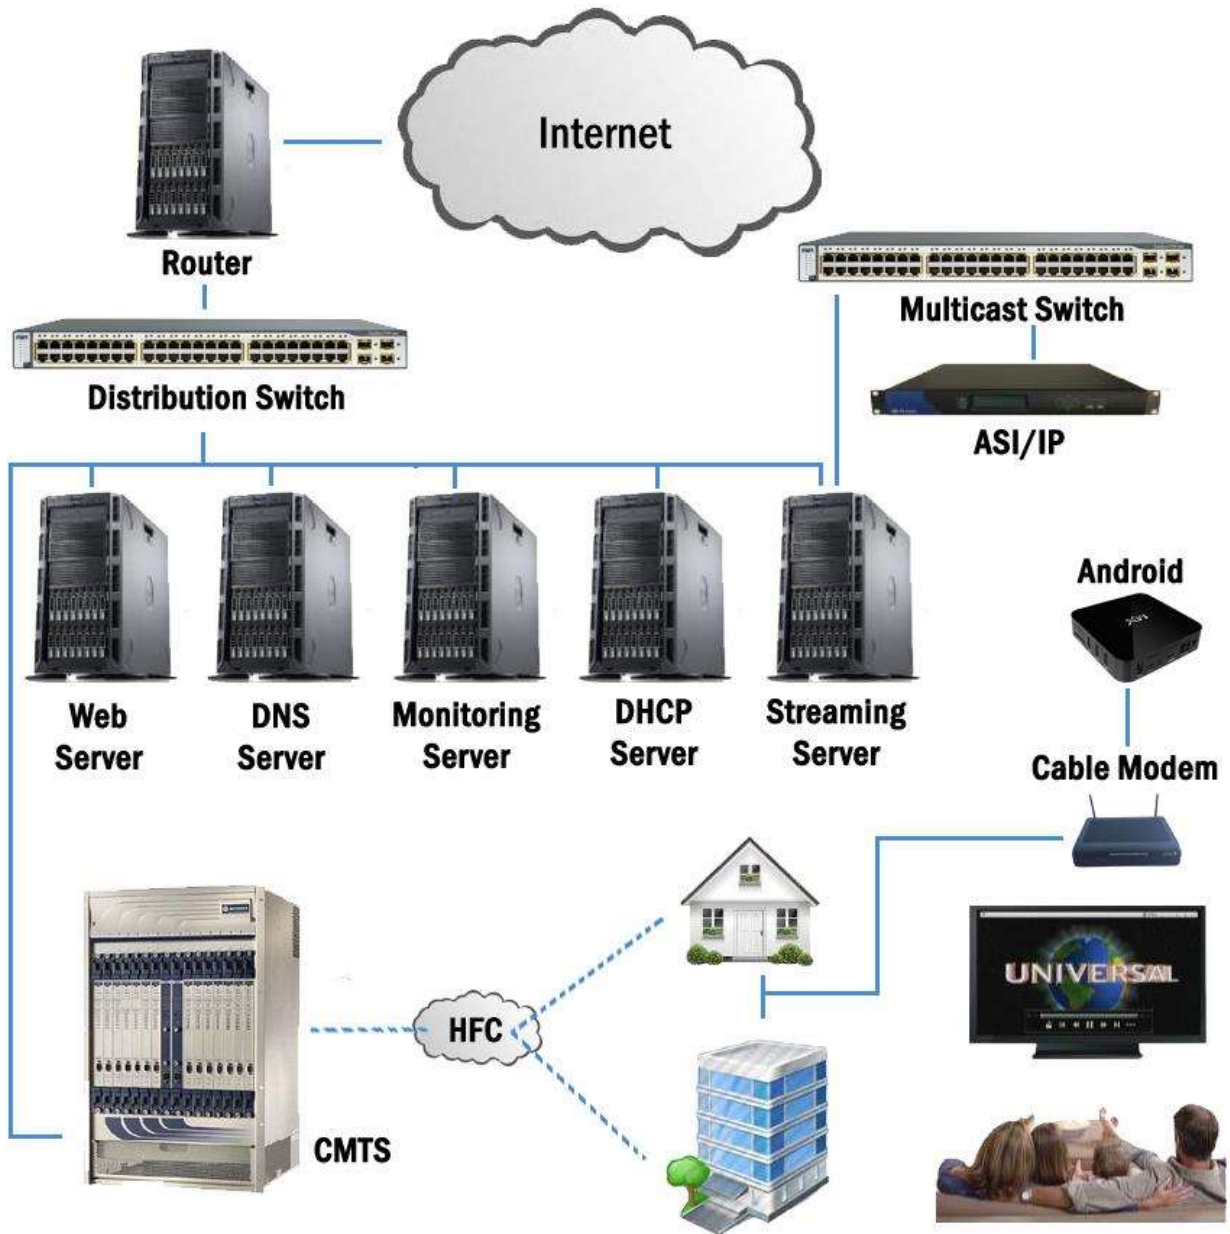 Internet
Router
Multicast Switch
Distribution Switch
ASI/IP
Android
Web
Server
DNS
Server
Monitoring
Server
DHCP
Server
Streaming
Server
Cable Modem
UNIVERSAL
HFC
CMTS